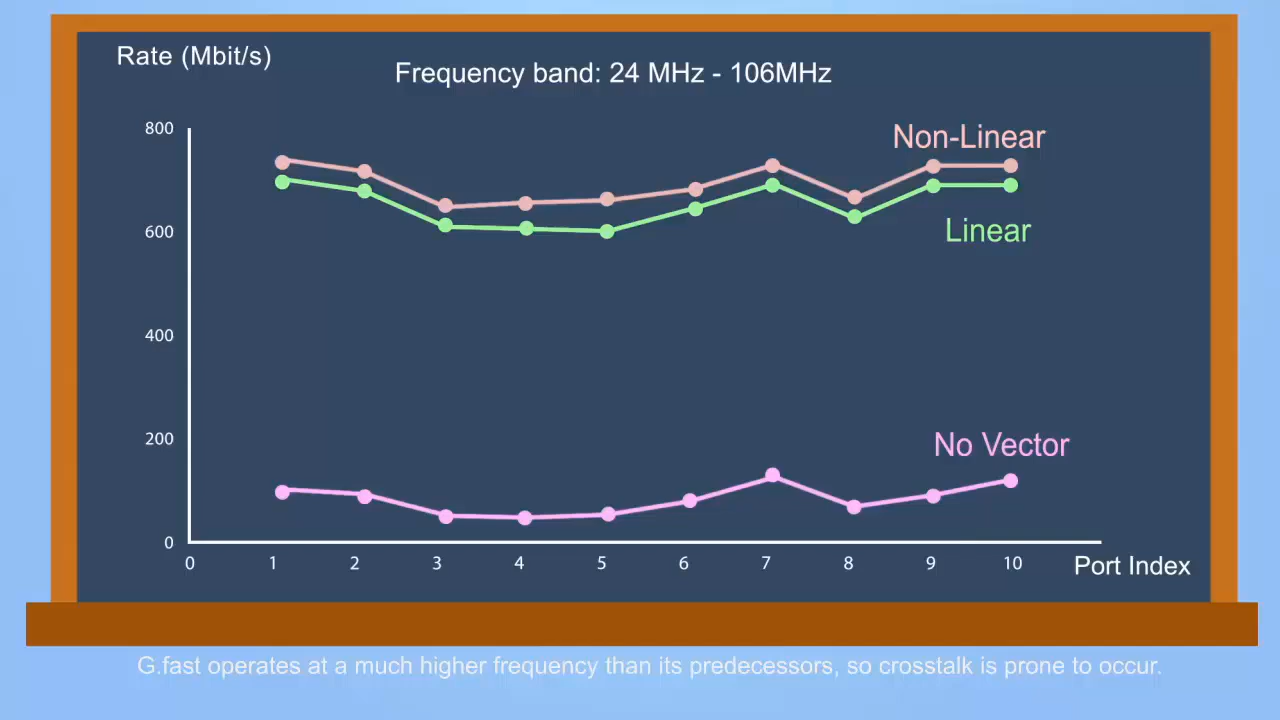 Rate (Mbit/s)
Frequency band: 24 MHz - 106MHz
800
Non-Linear
600
Linear
400
200
No Vector
0
0 1 2 3 4 5 6 7 8 9 10 Port Index
G.fast operates at a much higher frequency than its predecessors, so crosstalk is prone to occur.